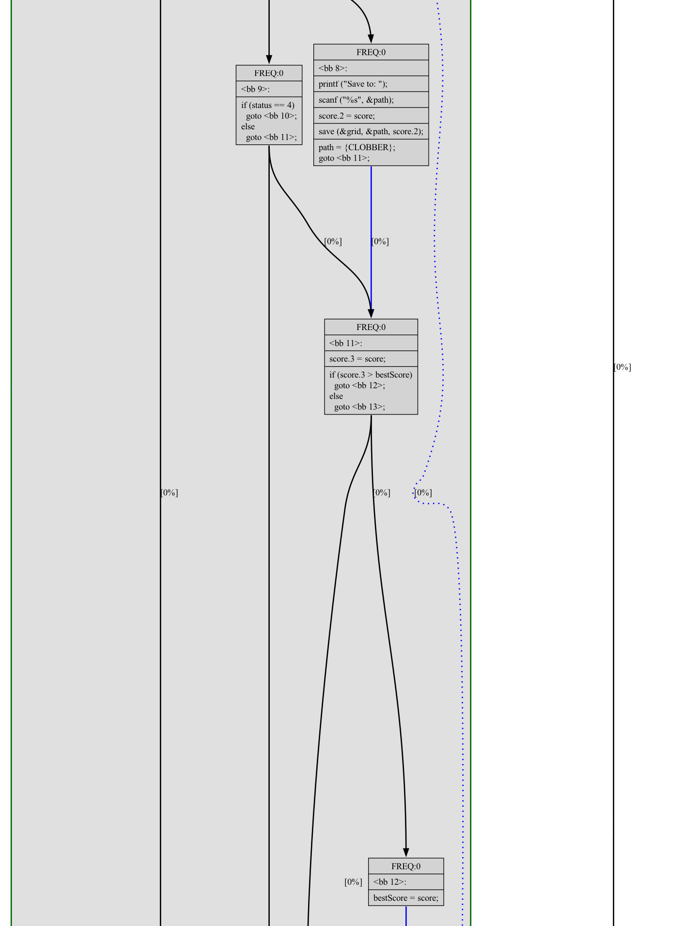 FREQ:0
<bb 8>:
printf ("Save to: ");
scanf ("%s", &path);
score.2 = score;
save (&grid, &path, score.2);
path = {CLOBBER};
goto <bb 11>;
FREQ:0
<bb 9>:
if (status == 4)
goto <bb 10>;
else
goto <bb 11>;
[0%]
[0%]
FREQ:0
<bb 11>:
score.3 = score;
if (score.3 > bestScore)
goto <bb 12>;
else
goto <bb 13>;
[0%]
[0%]
[0%]
[0%]
FREQ:0
<bb 12>:
bestScore = score;
[0%]